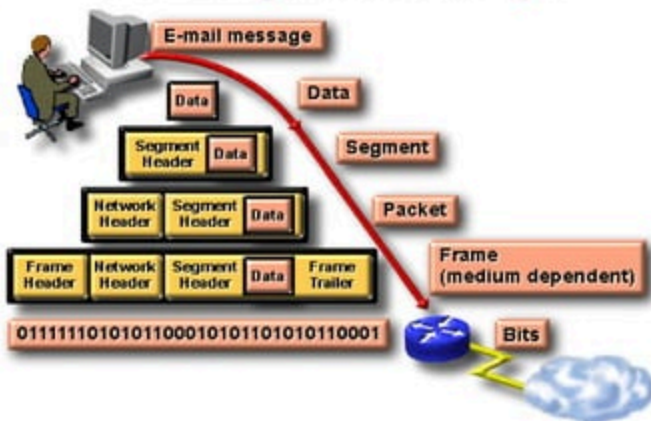 E-mail message
Data
Data
Segment
Header
Data
Segment
Network
Header
Segment
Header
Data
Packet
Frame
Header
Network
Header
Segment
Header
Data
Frame
Trailer
Frame
(medium dependent)
0111111010101100010101101010110001
Bits